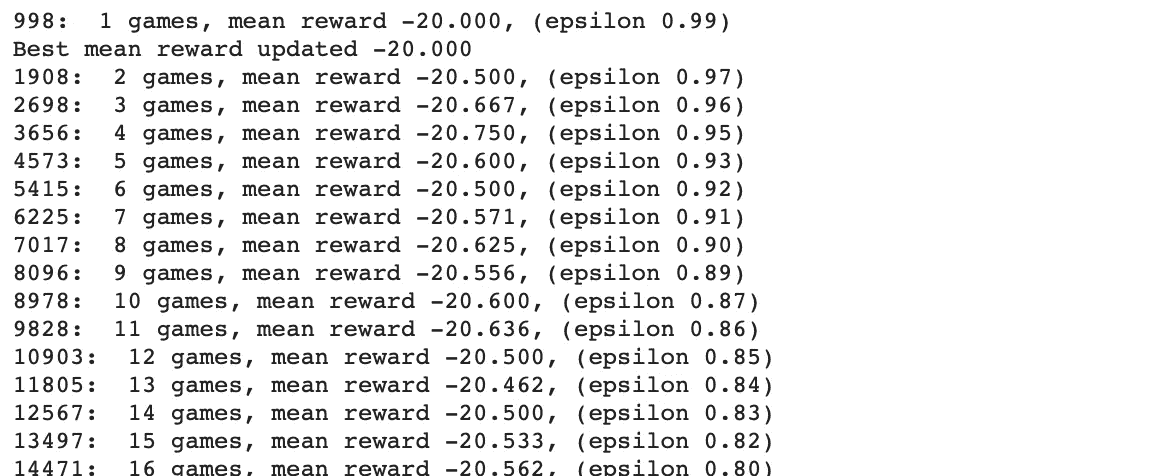 998:  1 games, mean reward -20.000, (epsilon 0.99)
Best mean reward updated -20.000
1908:  2 games, mean reward -20.500, (epsilon 0.97)
2698:  3 games, mean reward -20.667, (epsilon 0.96)
3656:  4 games, mean reward -20.750, (epsilon 0.95)
4573:  5 games, mean reward -20.600, (epsilon 0.93)
5415:  6 games, mean reward -20.500, (epsilon 0.92)
6225:  7 games, mean reward -20.571, (epsilon 0.91)
7017:  8 games, mean reward -20.625, (epsilon 0.90)
8096:  9 games, mean reward -20.556, (epsilon 0.89)
8978:  10 games, mean reward -20.600, (epsilon 0.87)
9828:  11 games, mean reward -20.636, (epsilon 0.86)
10903:  12 games, mean reward -20.500, (epsilon 0.85)
11805:  13 games, mean reward -20.462, (epsilon 0.84)
12567:  14 games, mean reward -20.500, (epsilon 0.83)
13497:  15 games, mean reward -20.533, (epsilon 0.82)
14471:  16 games, mean reward -20.562, (epsilon 0.80)